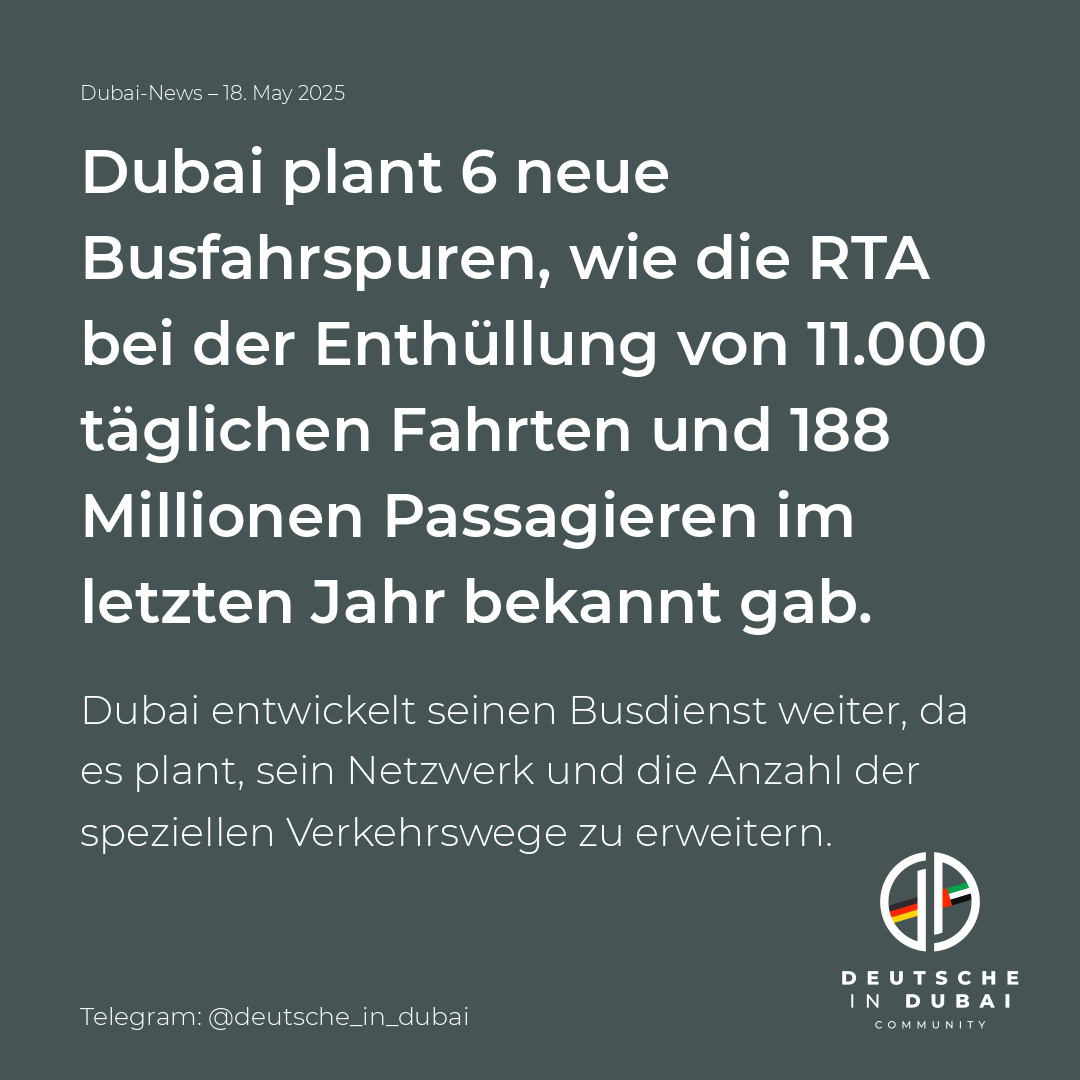 Dubai-News – 18. May 2025
Dubai plant 6 neue
Busfahrspuren, wie die RTA
bei der Enthüllung von 11.000
täglichen Fahrten und 188
Millionen Passagieren im
letzten Jahr bekannt gab.
Dubai entwickelt seinen Busdienst weiter, da
es plant, sein Netzwerk und die Anzahl der
speziellen Verkehrswege zu erweitern.
DEUTSCHE
IN DUBAI
COMMUNITY
Telegram: @deutsche_in_dubai